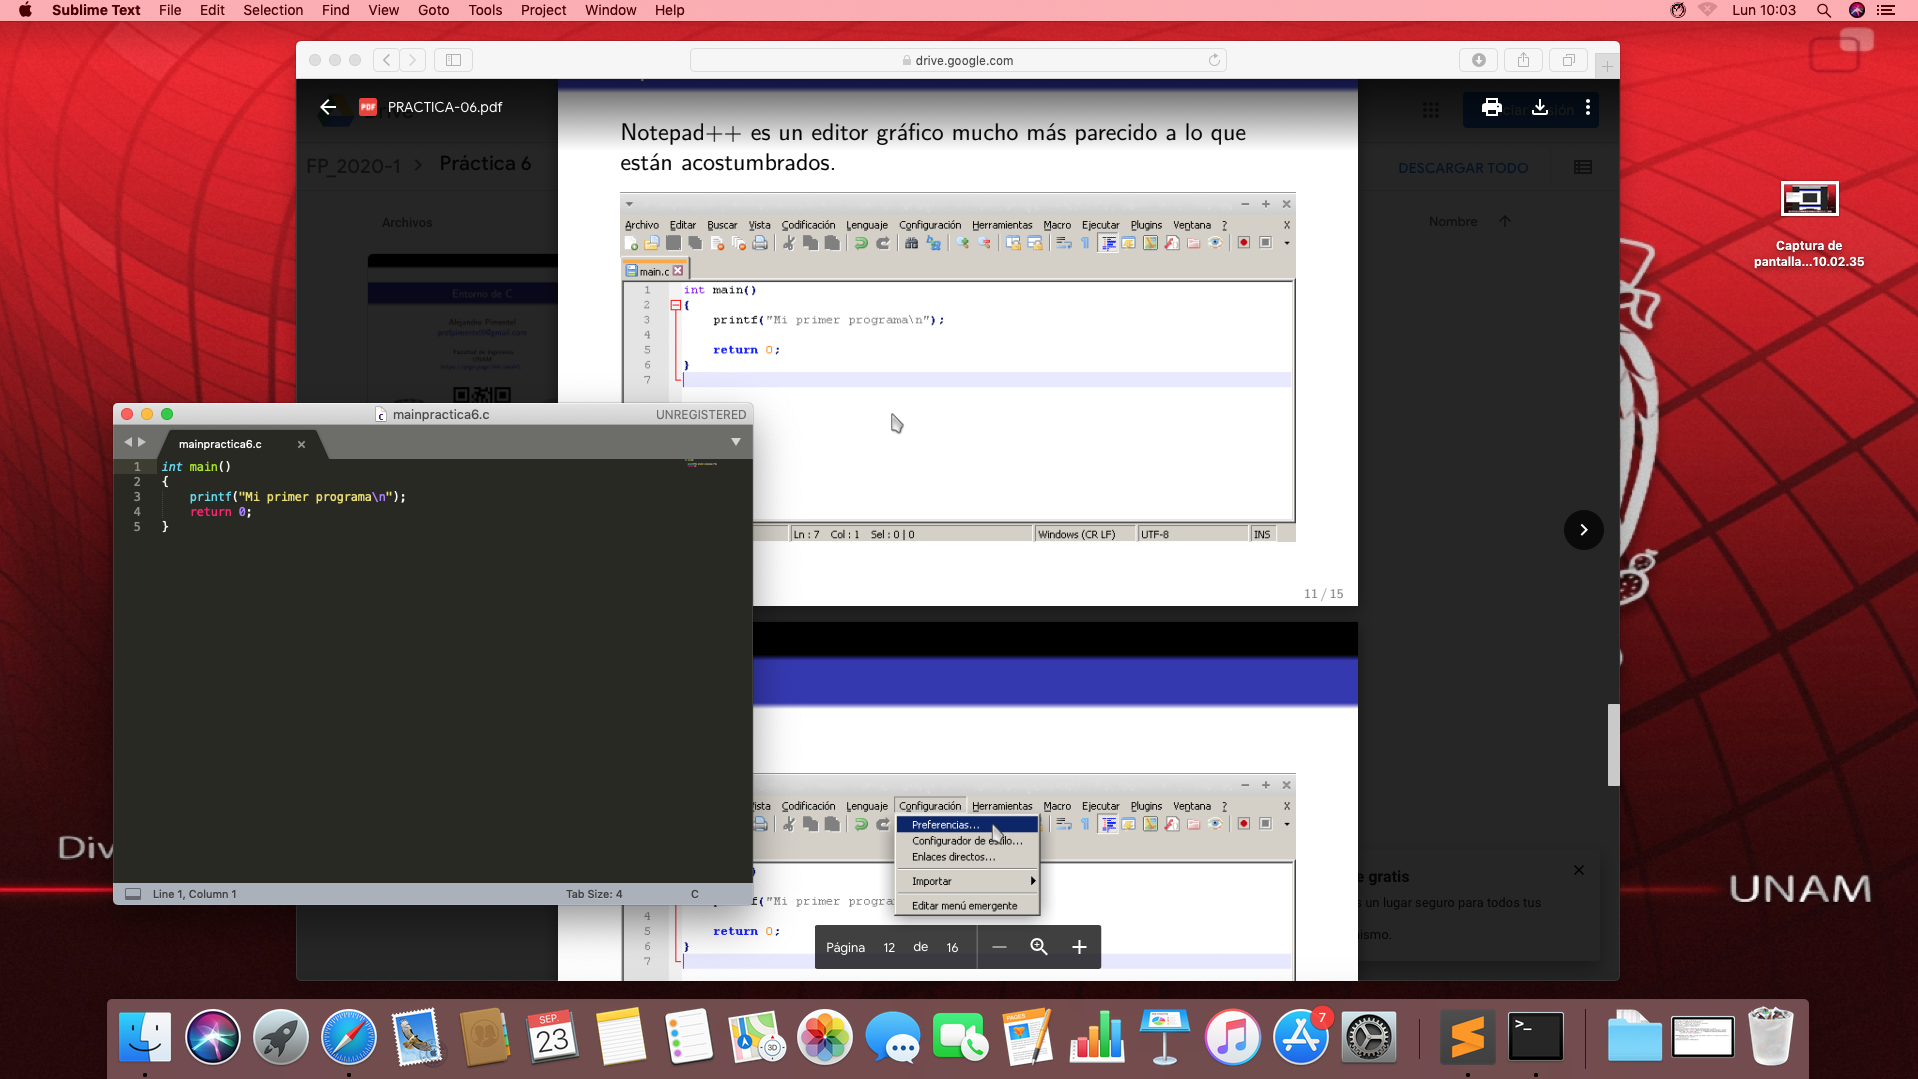 Sublime Text File Edit Selection Find View Goto Tools Project Window Help
Lun 10:03
drive.google.com
PDF PRACTICA-06.pdf
FP_2020-1 > Práctica 6
DESCARGAR TODO
Archivos
Nombre
Entorno de C
Alejandro Pimentel
Notepad++ es un editor gráfico mucho más parecido a lo que
están acostumbrados.
Archivo Editar Buscar Vista Codificación Lenguaje Configuración Herramientas Macro Ejecutar Plugins Ventana ? X
main.c
1 int main()
2 {
3 printf("Mi primer programa\n");
4
5 return 0;
6 }
7
Ln : 7 Col : 1 Sel : 0 | 0 Windows (CR LF) UTF-8 INS
11 / 15
Captura de
pantalla...10.02.35
mainpractica6.c UNREGISTERED
mainpractica6.c
1 int main()
2 {
3 printf("Mi primer programa\n");
4 return 0;
5 }
Line 1, Column 1 Tab Size: 4 C
ista Codificación Lenguaje Configuración Herramientas Macro Ejecutar Plugins Ventana ? X
Preferencias...
Configurador de estilo...
Enlaces directos...
Importar
Editar menú emergente
f("Mi primer progra
4
5 return 0;
6 }
7
Página 12 de 16
e gratis
s un lugar seguro para todos tus
ismo.
Div
UNAM
SEP.
23
3D
PAGES
7
>_